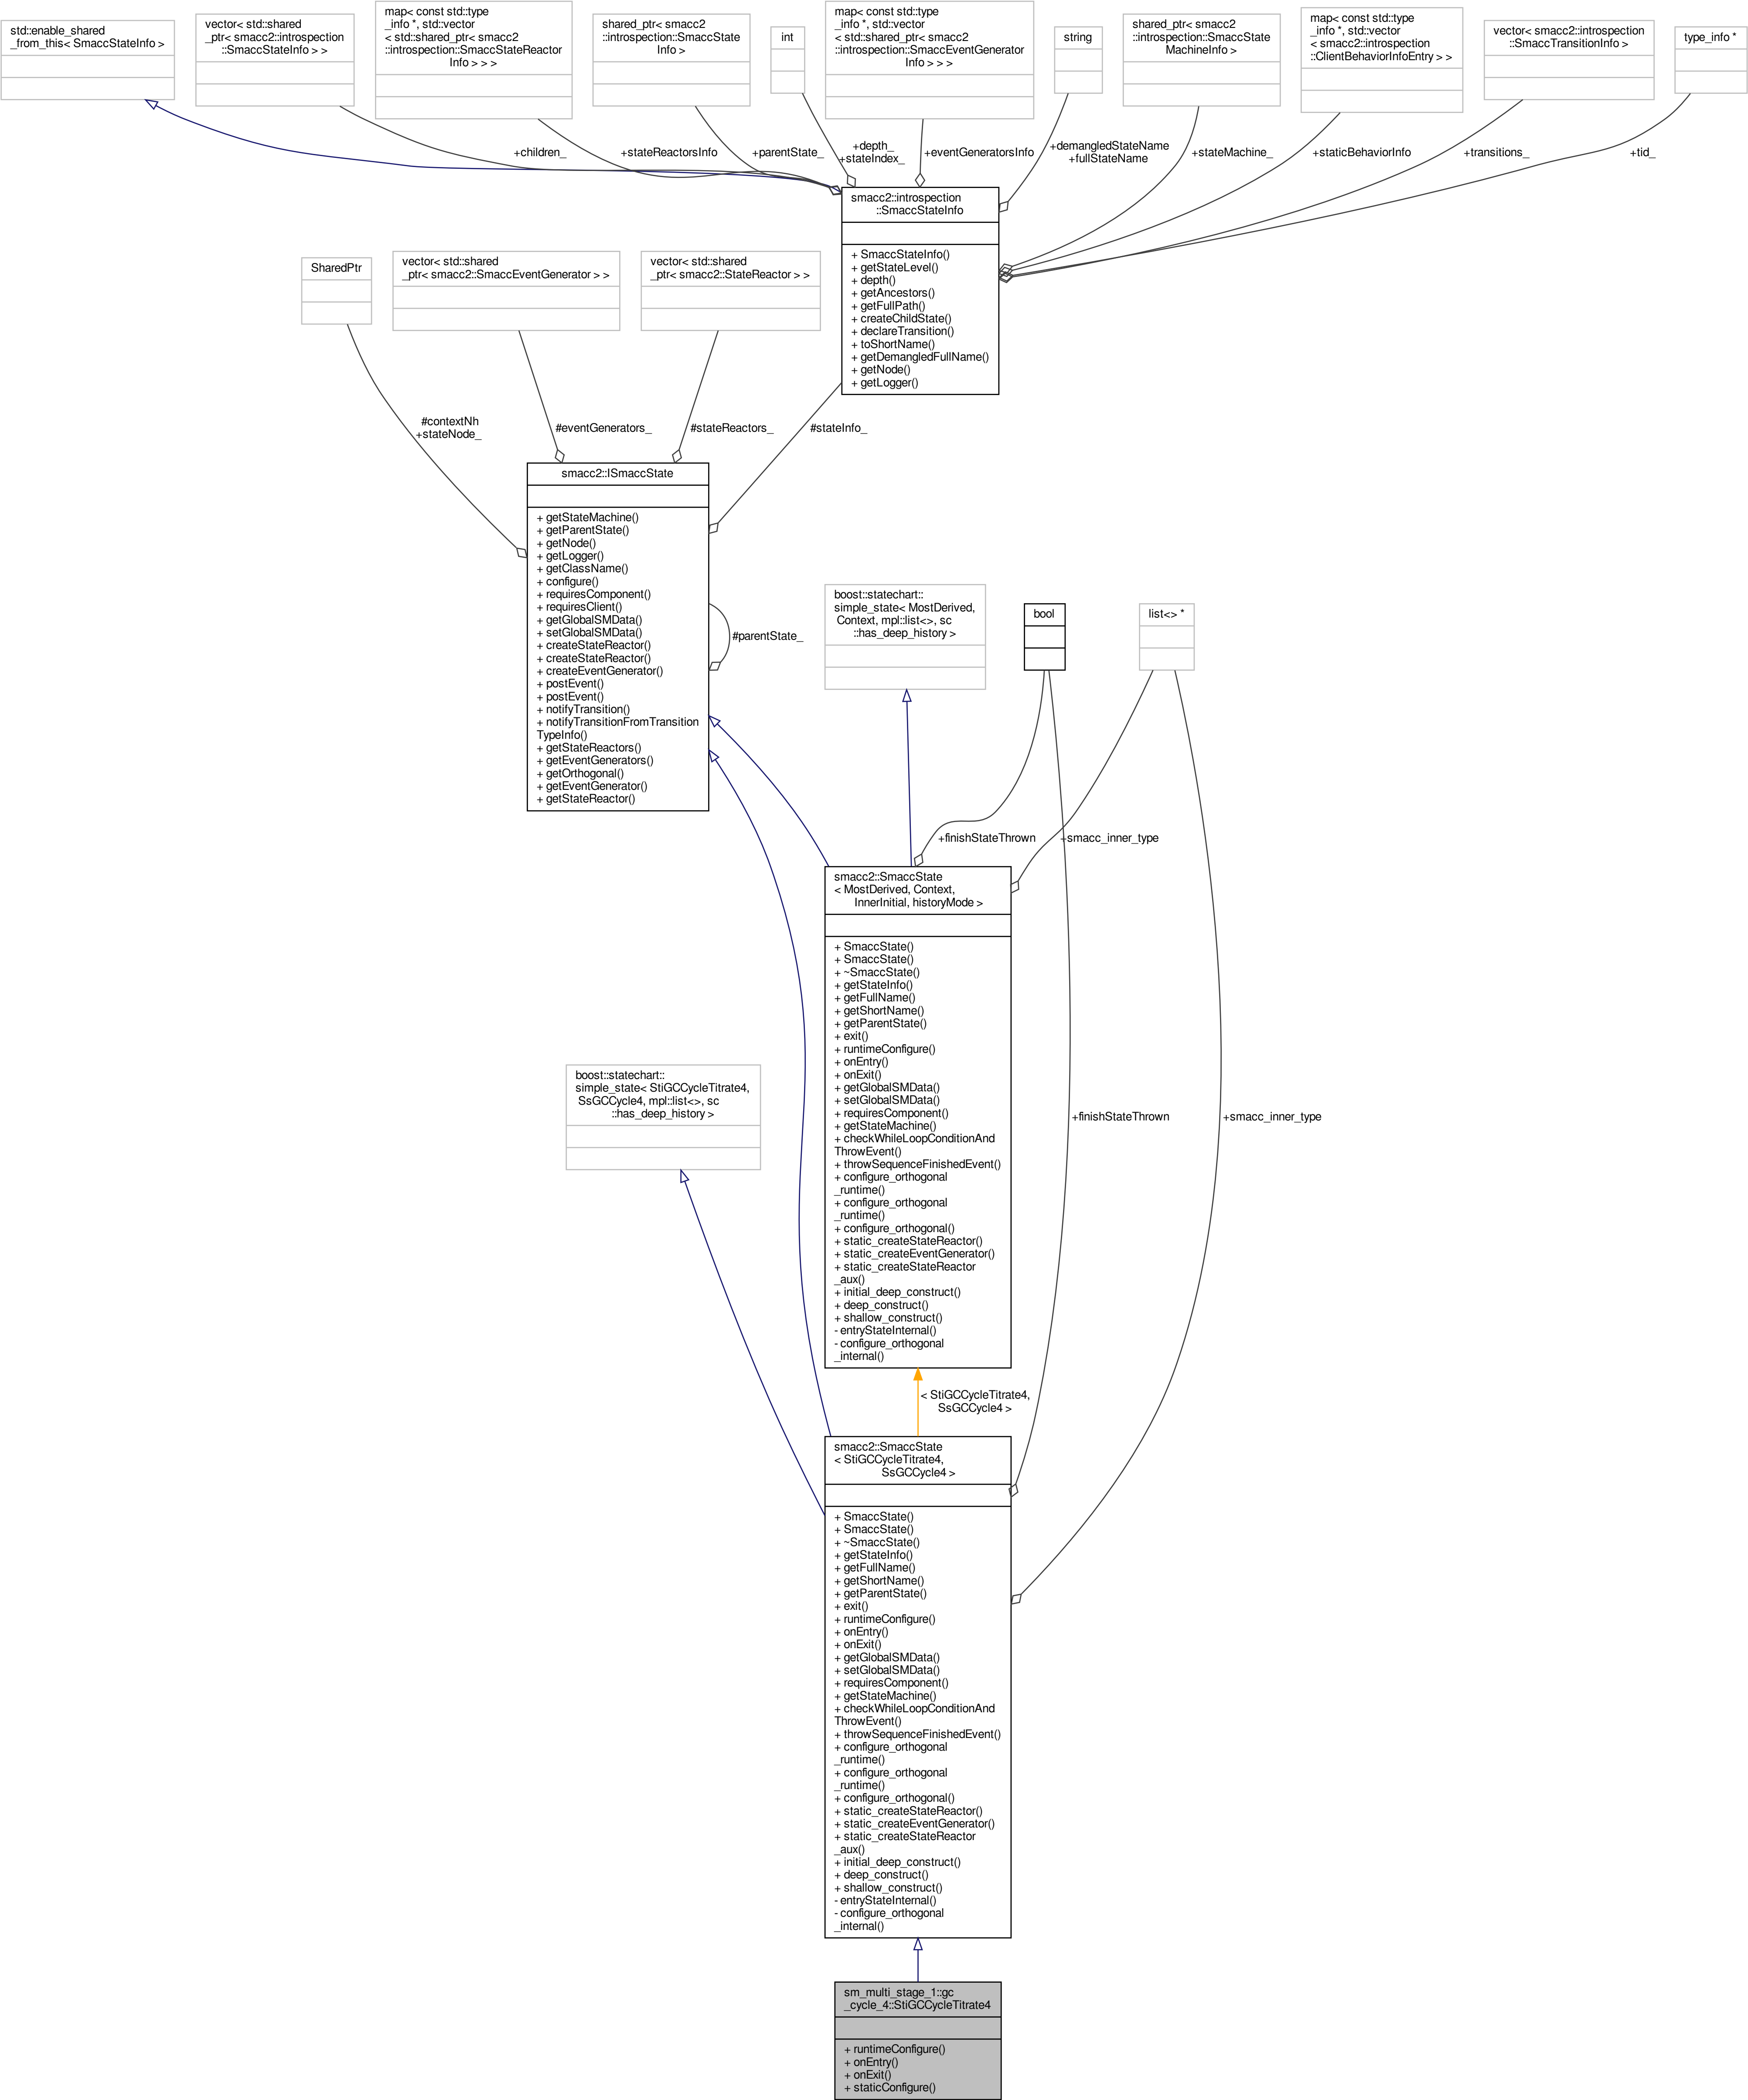 std::enable_shared
_from_this< SmaccStateInfo >
vector< std::shared
_ptr< smacc2::introspection
::SmaccStateInfo > >
map< const std::type
_info *, std::vector
< std::shared_ptr< smacc2
::introspection::SmaccStateReactor
Info > > >
shared_ptr< smacc2
::introspection::SmaccState
Info >
int
map< const std::type
_info *, std::vector
< std::shared_ptr< smacc2
::introspection::SmaccEventGenerator
Info > > >
string
shared_ptr< smacc2
::introspection::SmaccState
MachineInfo >
map< const std::type
_info *, std::vector
< smacc2::introspection
::ClientBehaviorInfoEntry > >
vector< smacc2::introspection
::SmaccTransitionInfo >
type_info *
+children_
+stateReactorsInfo
+parentState_
+depth_
+stateIndex_
+eventGeneratorsInfo
+demangledStateName
+fullStateName
+stateMachine_
+staticBehaviorInfo
+transitions_
+tid_
smacc2::introspection
::SmaccStateInfo
+ SmaccStateInfo()
+ getStateLevel()
+ depth()
+ getAncestors()
+ getFullPath()
+ createChildState()
+ declareTransition()
+ toShortName()
+ getDemangledFullName()
+ getNode()
+ getLogger()
SharedPtr
vector< std::shared
_ptr< smacc2::SmaccEventGenerator > >
vector< std::shared
_ptr< smacc2::StateReactor > >
#contextNh
+stateNode_
#eventGenerators_
#stateReactors_
#stateInfo_
smacc2::ISmaccState
+ getStateMachine()
+ getParentState()
+ getNode()
+ getLogger()
+ getClassName()
+ configure()
+ requiresComponent()
+ requiresClient()
+ getGlobalSMData()
+ setGlobalSMData()
+ createStateReactor()
+ createStateReactor()
+ createEventGenerator()
+ postEvent()
+ postEvent()
+ notifyTransition()
+ notifyTransitionFromTransition
TypeInfo()
+ getStateReactors()
+ getEventGenerators()
+ getOrthogonal()
+ getEventGenerator()
+ getStateReactor()
#parentState_
boost::statechart::
simple_state< MostDerived,
Context, mpl::list<>, sc
::has_deep_history >
bool
list<> *
+finishStateThrown
+smacc_inner_type
smacc2::SmaccState
< MostDerived, Context,
InnerInitial, historyMode >
+ SmaccState()
+ SmaccState()
+ ~SmaccState()
+ getStateInfo()
+ getFullName()
+ getShortName()
+ getParentState()
+ exit()
+ runtimeConfigure()
+ onEntry()
+ onExit()
+ getGlobalSMData()
+ setGlobalSMData()
+ requiresComponent()
+ getStateMachine()
+ checkWhileLoopConditionAnd
ThrowEvent()
+ throwSequenceFinishedEvent()
+ configure_orthogonal
_runtime()
+ configure_orthogonal
_runtime()
+ configure_orthogonal()
+ static_createStateReactor()
+ static_createEventGenerator()
+ static_createStateReactor
_aux()
+ initial_deep_construct()
+ deep_construct()
+ shallow_construct()
- entryStateInternal()
- configure_orthogonal
_internal()
boost::statechart::
simple_state< StiGCCycleTitrate4,
SsGCCycle4, mpl::list<>, sc
::has_deep_history >
+finishStateThrown
+smacc_inner_type
< StiGCCycleTitrate4,
SsGCCycle4 >
smacc2::SmaccState
< StiGCCycleTitrate4,
SsGCCycle4 >
+ SmaccState()
+ SmaccState()
+ ~SmaccState()
+ getStateInfo()
+ getFullName()
+ getShortName()
+ getParentState()
+ exit()
+ runtimeConfigure()
+ onEntry()
+ onExit()
+ getGlobalSMData()
+ setGlobalSMData()
+ requiresComponent()
+ getStateMachine()
+ checkWhileLoopConditionAnd
ThrowEvent()
+ throwSequenceFinishedEvent()
+ configure_orthogonal
_runtime()
+ configure_orthogonal
_runtime()
+ configure_orthogonal()
+ static_createStateReactor()
+ static_createEventGenerator()
+ static_createStateReactor
_aux()
+ initial_deep_construct()
+ deep_construct()
+ shallow_construct()
- entryStateInternal()
- configure_orthogonal
_internal()
sm_multi_stage_1::gc
_cycle_4::StiGCCycleTitrate4
+ runtimeConfigure()
+ onEntry()
+ onExit()
+ staticConfigure()